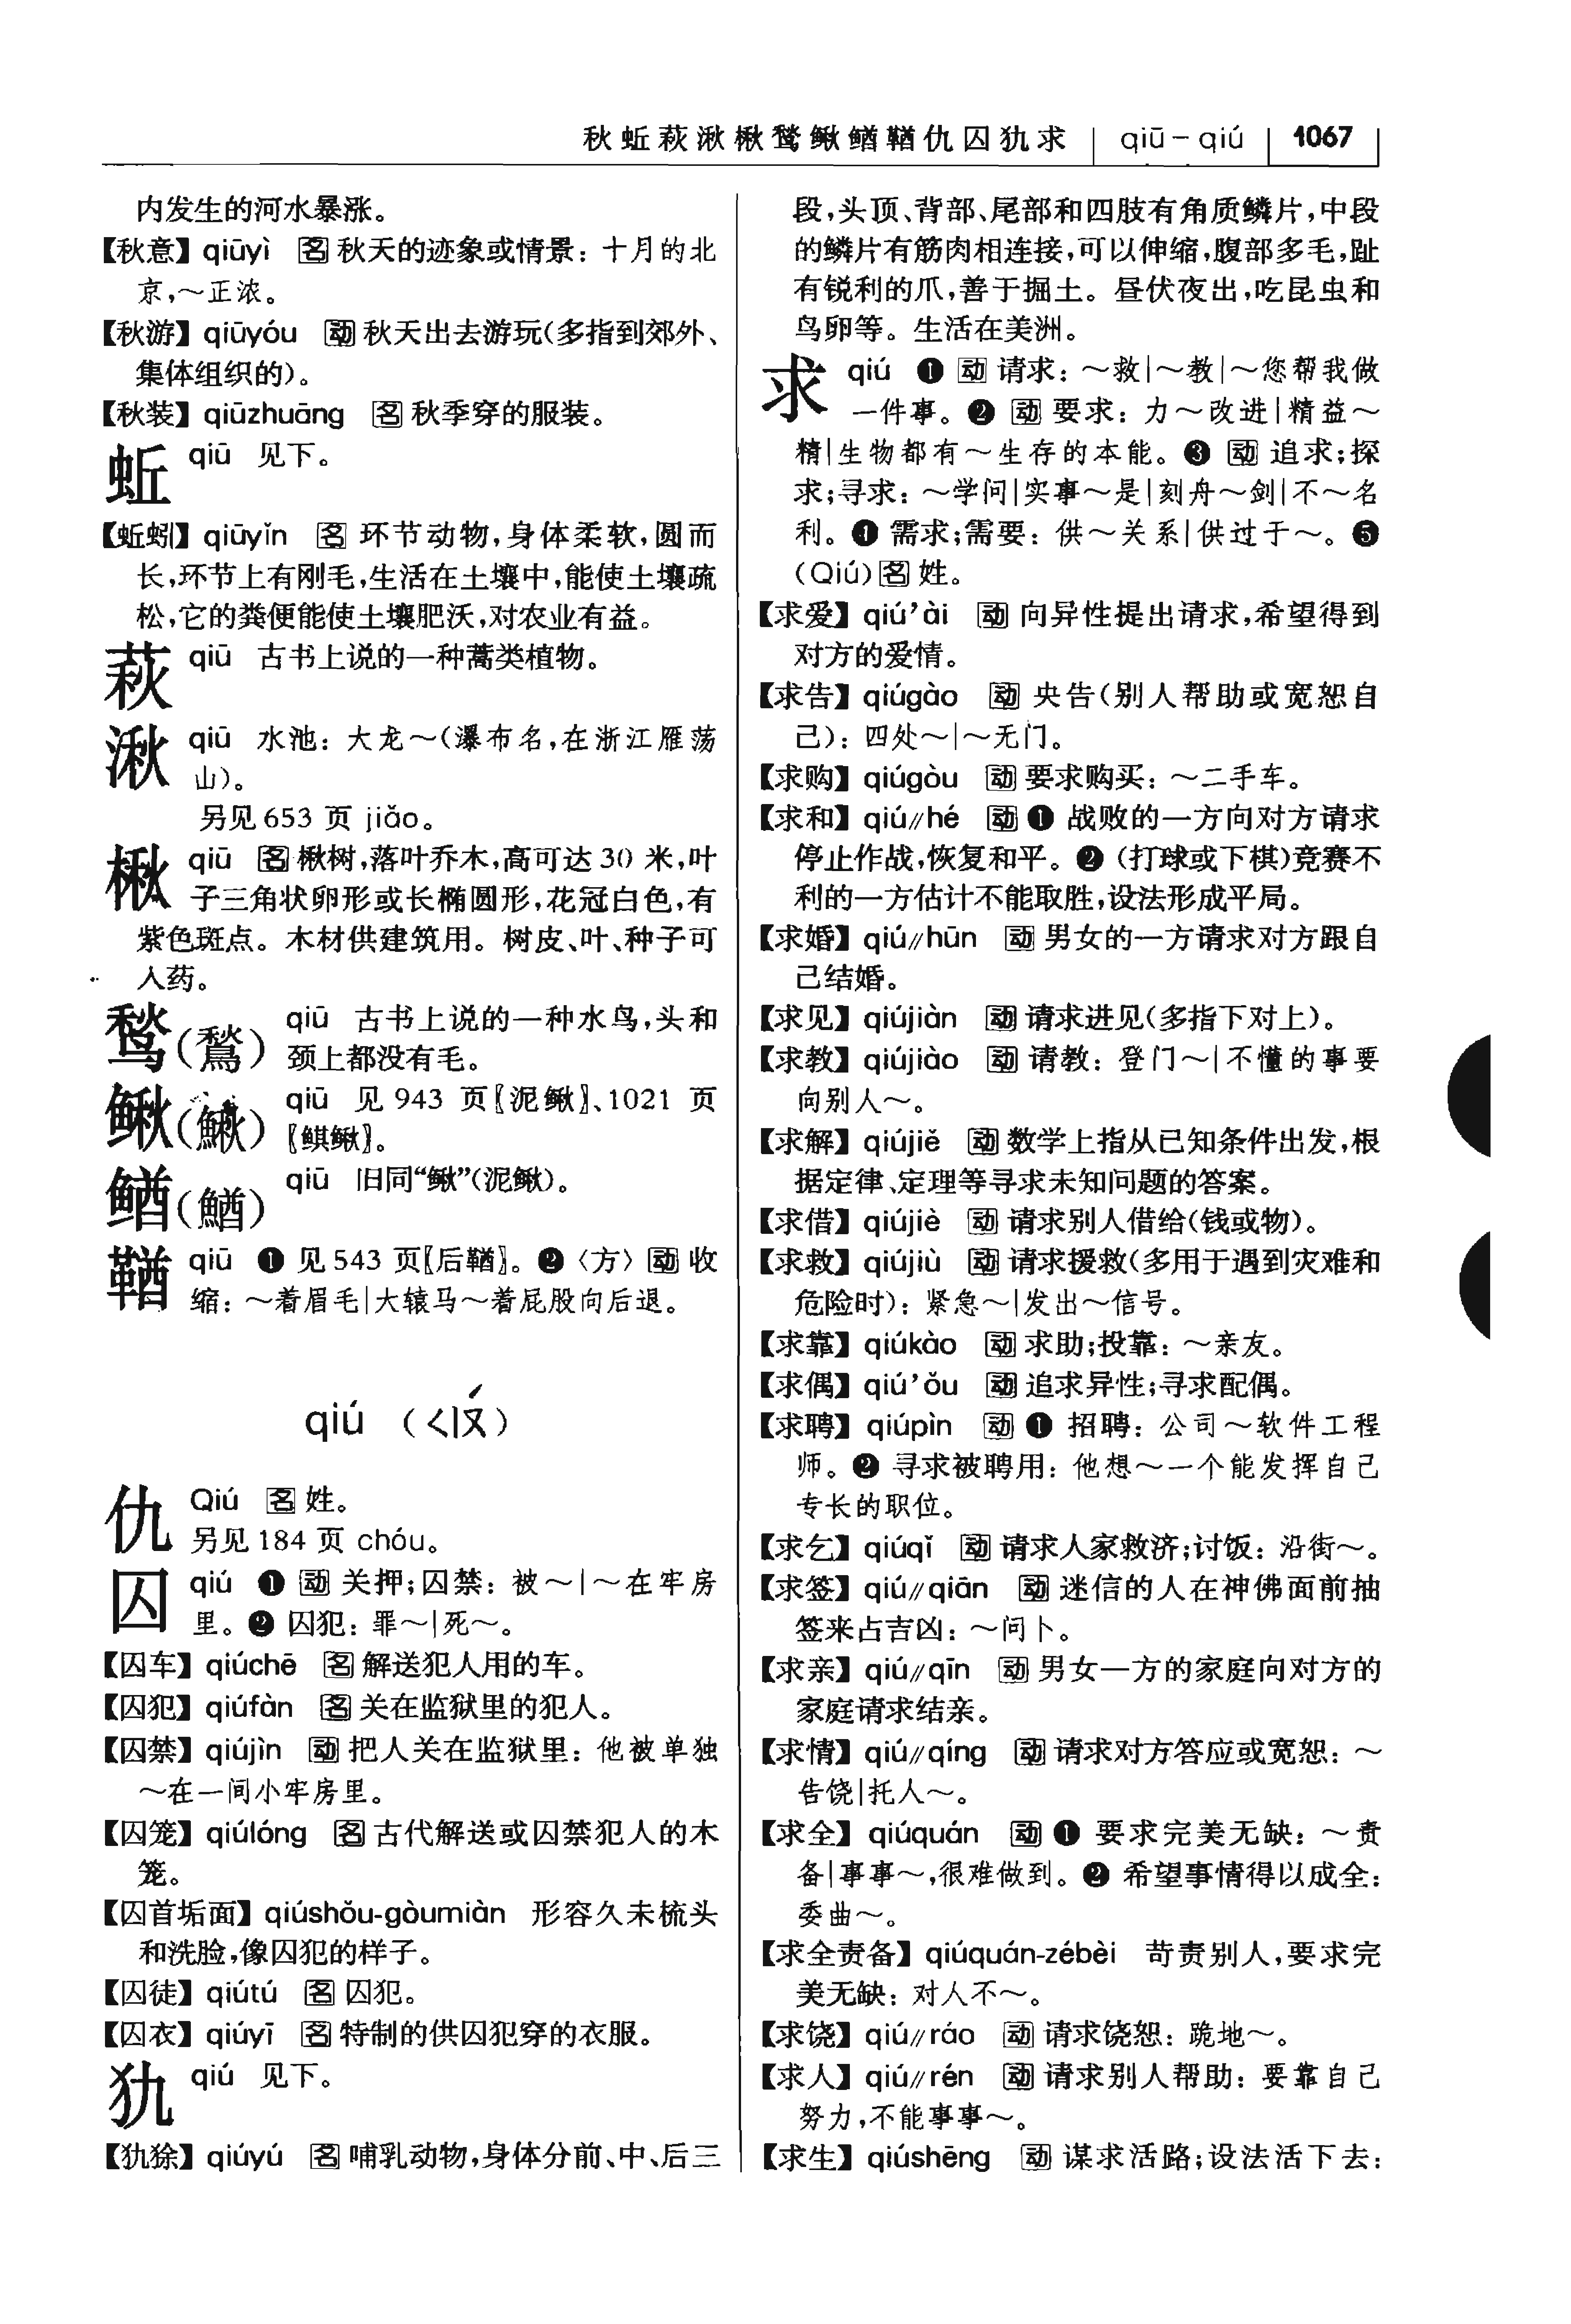 秋蚯萩湫楸鹙鳅鰌鞧仇囚犰求 qiū－qiú 1067
内发生的河水暴涨。
【秋意】qiūyì 名 秋天的迹象或情景：十月的北
京，～正浓。
【秋游】qiūyóu 动 秋天出去游玩（多指到郊外、
集体组织的）。
【秋装】qiūzhuāng 名 秋季穿的服装。
蚯 qiū 见下。
【蚯蚓】qiūyǐn 名 环节动物，身体柔软，圆而
长，环节上有刚毛，生活在土壤中，能使土壤疏
松，它的粪便能使土壤肥沃，对农业有益。
萩 qiū 古书上说的一种蒿类植物。
湫 qiū 水池：大龙～（瀑布名，在浙江雁荡
山）。
另见653 页 jiǎo。
楸 qiū 名 楸树，落叶乔木，高可达 30 米，叶
子三角状卵形或长椭圆形，花冠白色，有
紫色斑点。木材供建筑用。树皮、叶、种子可
入药。
鹙（鶖） qiū 古书上说的一种水鸟，头和
颈上都没有毛。
鳅（鰍） qiū 见 943 页〖泥鳅〗、1021 页
〖鲯鳅〗。
䲡（鰌） qiū 旧同“鳅”（泥鳅）。
鞧 qiū ❶ 见 543 页〖后鞧〗。❷〈方〉动 收
缩：～着眉毛|大辕马～着屁股向后退。
qiú （ㄑㄧㄡˊ）
仇 Qiú 名 姓。
另见 184 页 chóu。
囚 qiú ❶ 动 关押；囚禁：被～|～在牢房
里。❷ 囚犯：罪～|死～。
【囚车】qiúchē 名 解送犯人用的车。
【囚犯】qiúfàn 名 关在监狱里的犯人。
【囚禁】qiújìn 动 把人关在监狱里：他被单独
～在一间小牢房里。
【囚笼】qiúlóng 名 古代解送或囚禁犯人的木
笼。
【囚首垢面】qiúshǒu-gòumiàn 形容久未梳头
和洗脸，像囚犯的样子。
【囚徒】qiútú 名 囚犯。
【囚衣】qiúyī 名 特制的供囚犯穿的衣服。
犰 qiú 见下。
【犰狳】qiúyú 名 哺乳动物，身体分前、中、后三
段，头顶、背部、尾部和四肢有角质鳞片，中段
的鳞片有筋肉相连接，可以伸缩，腹部多毛，趾
有锐利的爪，善于掘土。昼伏夜出，吃昆虫和
鸟卵等。生活在美洲。
求 qiú ❶ 动 请求：～救|～教|～您帮我做
一件事。❷ 动 要求：力～改进|精益～
精|生物都有～生存的本能。❸ 动 追求；探
求；寻求：～学问|实事～是|刻舟～剑|不～名
利。❹ 需求；需要：供～关系|供过于～。❺
（Qiú）名 姓。
【求爱】qiú’ài 动 向异性提出请求，希望得到
对方的爱情。
【求告】qiúgào 动 央告（别人帮助或宽恕自
己）：四处～|～无门。
【求购】qiúgòu 动 要求购买：～二手车。
【求和】qiú//hé 动 ❶ 战败的一方向对方请求
停止作战，恢复和平。❷（打球或下棋）竞赛不
利的一方估计不能取胜，设法形成平局。
【求婚】qiú//hūn 动 男女的一方请求对方跟自
己结婚。
【求见】qiújiàn 动 请求进见（多指下对上）。
【求教】qiújiào 动 请教：登门～|不懂的事要
向别人～。
【求解】qiújiě 动 数学上指从已知条件出发，根
据定律、定理等寻求未知问题的答案。
【求借】qiújiè 动 请求别人借给（钱或物）。
【求救】qiújiù 动 请求援救（多用于遇到灾难和
危险时）：紧急～|发出～信号。
【求靠】qiúkào 动 求助；投靠：～亲友。
【求偶】qiú’ǒu 动 追求异性；寻求配偶。
【求聘】qiúpìn 动 ❶ 招聘：公司～软件工程
师。❷ 寻求被聘用：他想～一个能发挥自己
专长的职位。
【求乞】qiúqǐ 动 请求人家救济；讨饭：沿街～。
【求签】qiú//qiān 动 迷信的人在神佛面前抽
签来占吉凶：～问卜。
【求亲】qiú//qīn 动 男女一方的家庭向对方的
家庭请求结亲。
【求情】qiú//qíng 动 请求对方答应或宽恕：～
告饶|托人～。
【求全】qiúquán 动 ❶ 要求完美无缺：～责
备|事事～，很难做到。❷ 希望事情得以成全：
委曲～。
【求全责备】qiúquán-zébèi 苛责别人，要求完
美无缺：对人不～。
【求饶】qiú//ráo 动 请求饶恕：跪地～。
【求人】qiú//rén 动 请求别人帮助：要靠自己
努力，不能事事～。
【求生】qiúshēng 动 谋求活路；设法活下去：